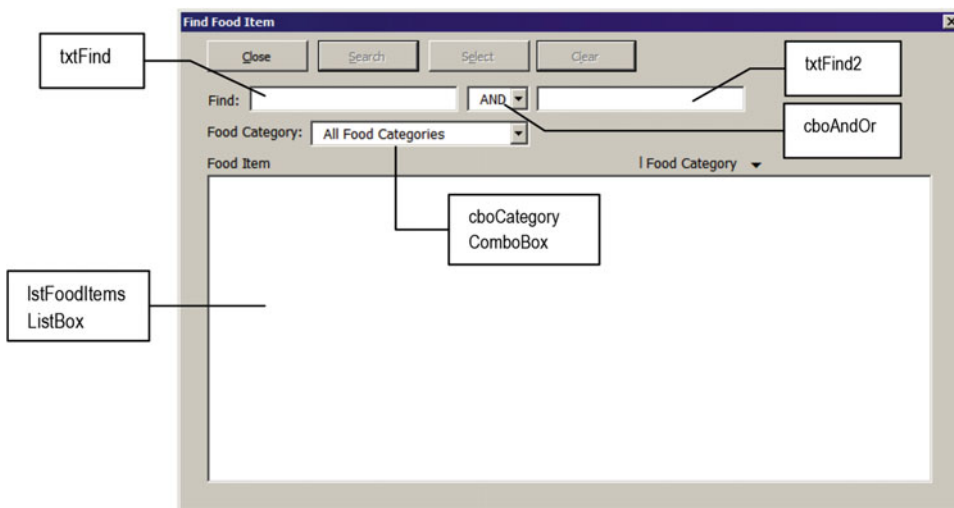 Find Food Item
txtFind
Close Search Select Clear
txtFind2
Find: AND
cboAndOr
Food Category: All Food Categories
Food Item Food Category
cboCategory
ComboBox
lstFoodItems
ListBox